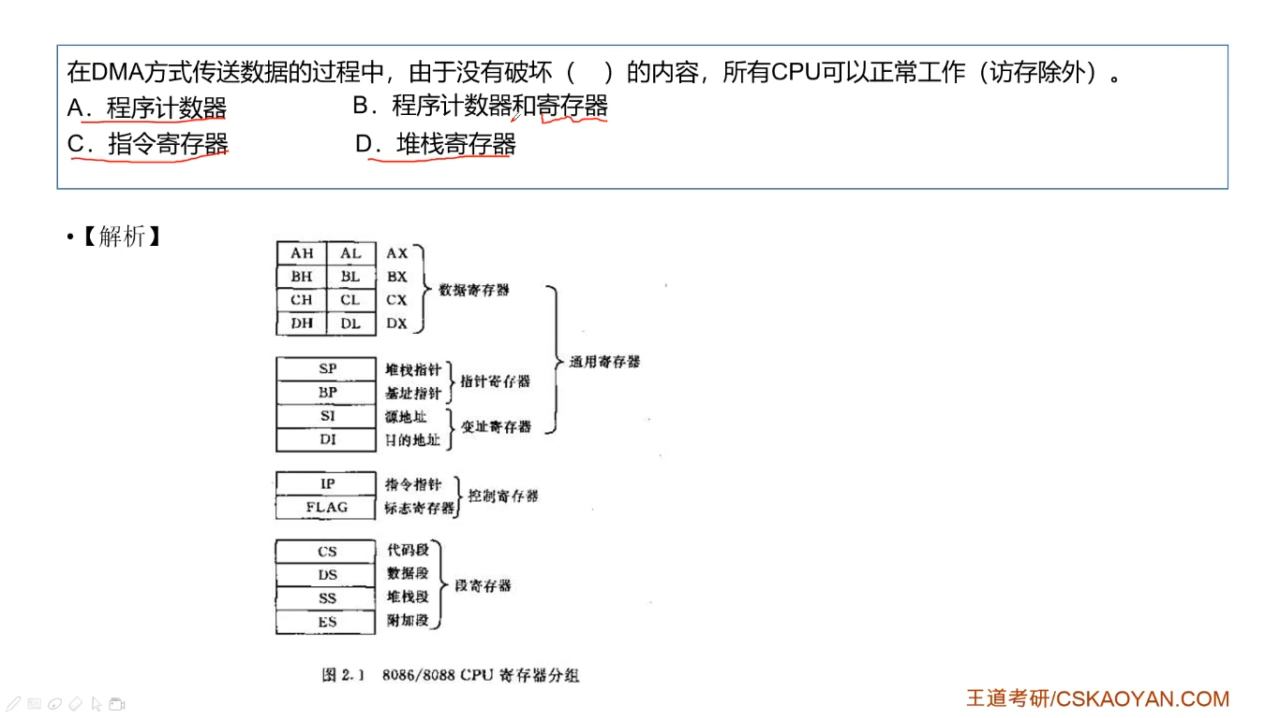 在DMA方式传送数据的过程中，由于没有破坏（　）的内容，所有CPU可以正常工作（访存除外）。
A．程序计数器 B．程序计数器和寄存器
C．指令寄存器 D．堆栈寄存器
•【解析】
AH AL AX
BH BL BX
CH CL CX
DH DL DX
数据寄存器
SP 堆栈指针
BP 基址指针
指针寄存器
SI 源地址
DI 目的地址
变址寄存器
通用寄存器
IP 指令指针
FLAG 标志寄存器
控制寄存器
CS 代码段
DS 数据段
SS 堆栈段
ES 附加段
段寄存器
图 2.1 8086/8088 CPU 寄存器分组
王道考研/CSKAOYAN.COM